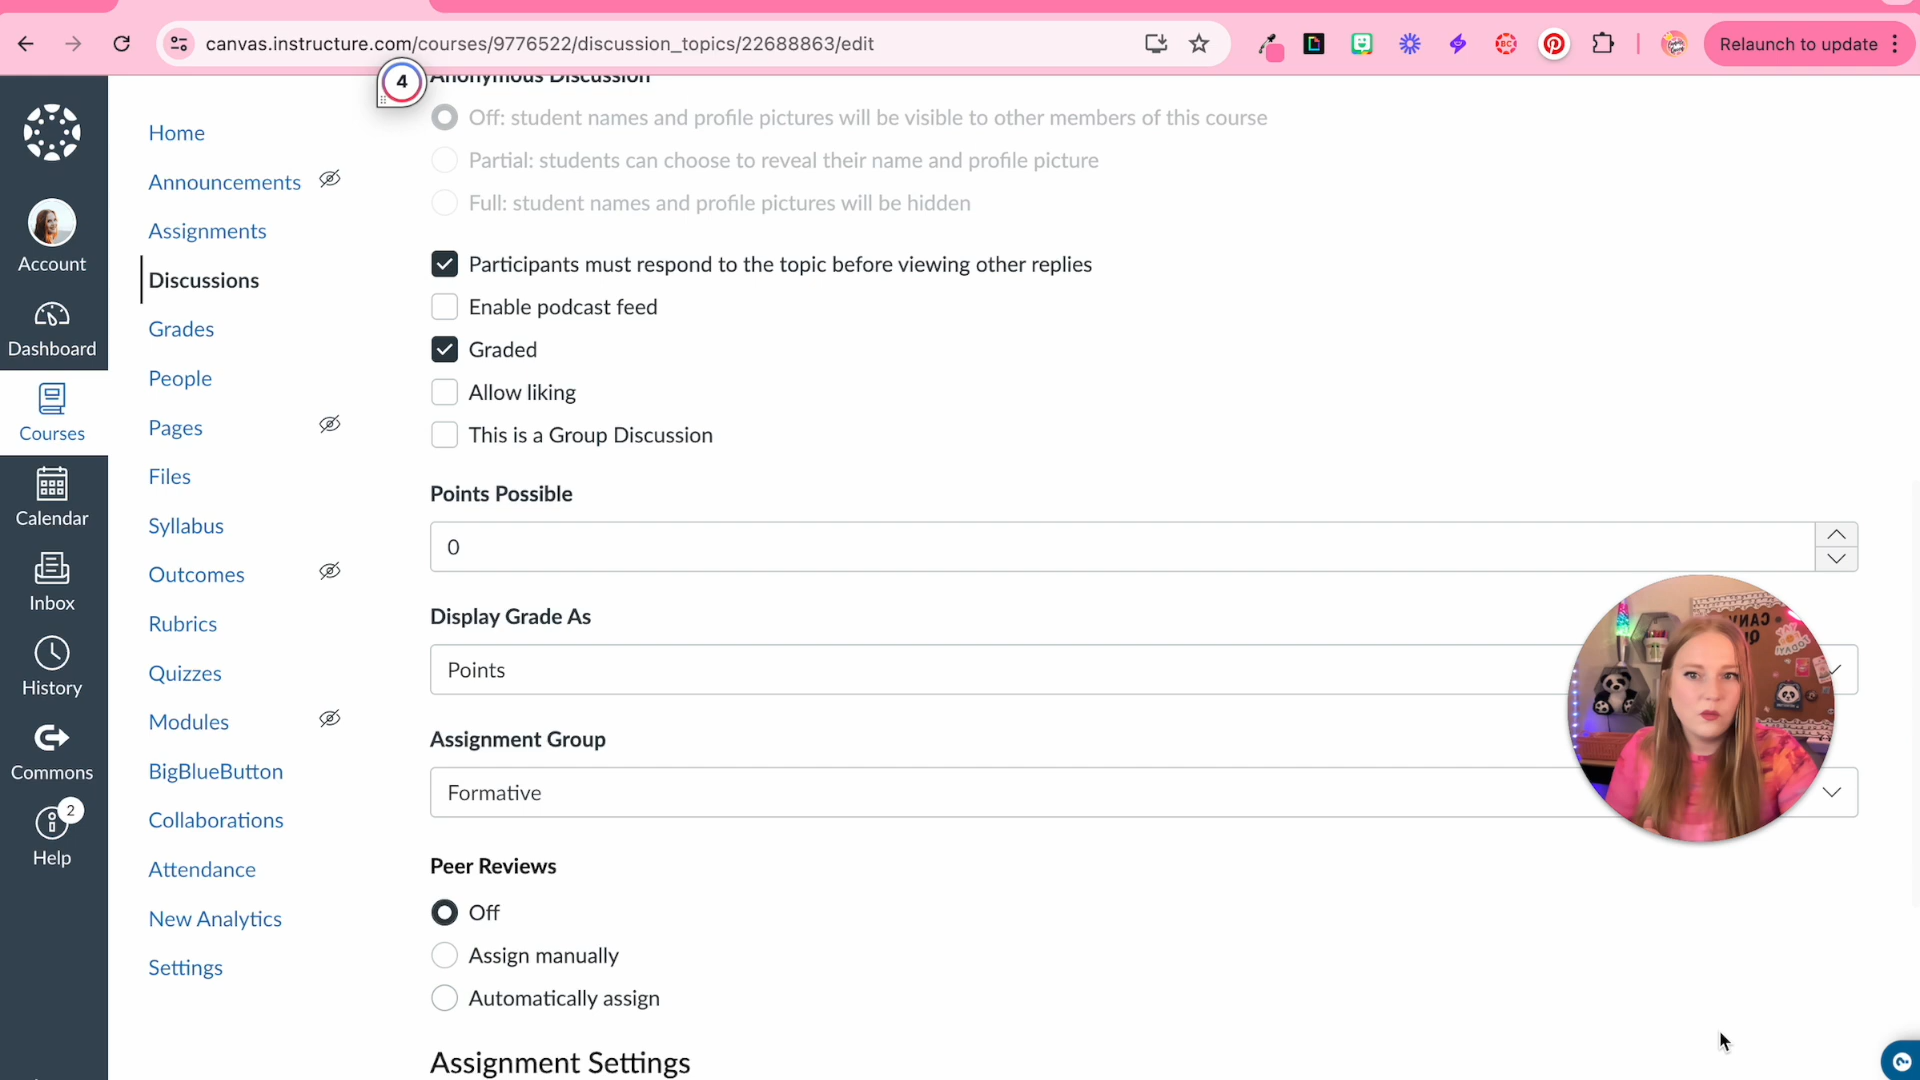 canvas.instructure.com/courses/9776522/discussion_topics/22688863/edit
Relaunch to update
4
Anonymous Discussion
Off: student names and profile pictures will be visible to other members of this course
Partial: students can choose to reveal their name and profile picture
Full: student names and profile pictures will be hidden
Participants must respond to the topic before viewing other replies
Enable podcast feed
Graded
Allow liking
This is a Group Discussion
Points Possible
0
Display Grade As
Points
Assignment Group
Formative
Peer Reviews
Off
Assign manually
Automatically assign
Assignment Settings
Account
Dashboard
Courses
Calendar
Inbox
History
Commons
2
Help
Home
Announcements
Assignments
Discussions
Grades
People
Pages
Files
Syllabus
Outcomes
Rubrics
Quizzes
Modules
BigBlueButton
Collaborations
Attendance
New Analytics
Settings